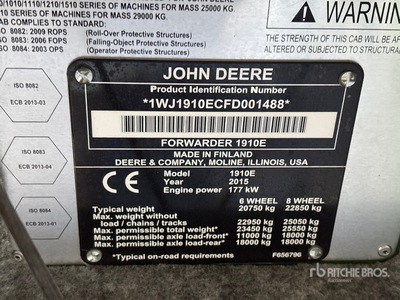 0/1010/1110/1210/1510 SERIES OF MACHINES FOR MASS 25000 KG.
10 SERIES OF MACHINES FOR MASS 29000 KG.
AB COMPLIES TO STANDARDS :
ISO 8082: 2009 ROPS (Roll-Over Protective Structures)
ISO 8083: 2006 FOPS (Falling-Object Protective Structures)
ISO 8084: 2003 OPS (Operator Protective Structures)
WARNIN
THE STRENGTH OF THIS CAB WILL BE
STRUCTURES
AFFE
ISO 8082
ECB 2013-03
ISO 8083
ECB 2013-04
ISO 8084
ECB 2013-01
JOHN DEERE
Product Identification Number
*1WJ1910ECFD001488*
FORWARDER 1910E
MADE IN FINLAND
DEERE & COMPANY, MOLINE, ILLINOIS, USA
CE
Model 1910E
Year 2015
Engine power 177 kW
6 WHEEL 8 WHEEL
Typical weight 20750 kg 22850 kg
Max. weight without
load / chains / tracks 22950 kg 25050 kg
Max. permissible total weight* 23450 kg 25550 kg
Max. permissible axle load-front* 11000 kg 18000 kg
Max. permissible axle load-rear* 18000 kg 18000 kg
*Typical on-road requirements F656796
rb RITCHIE BROS.